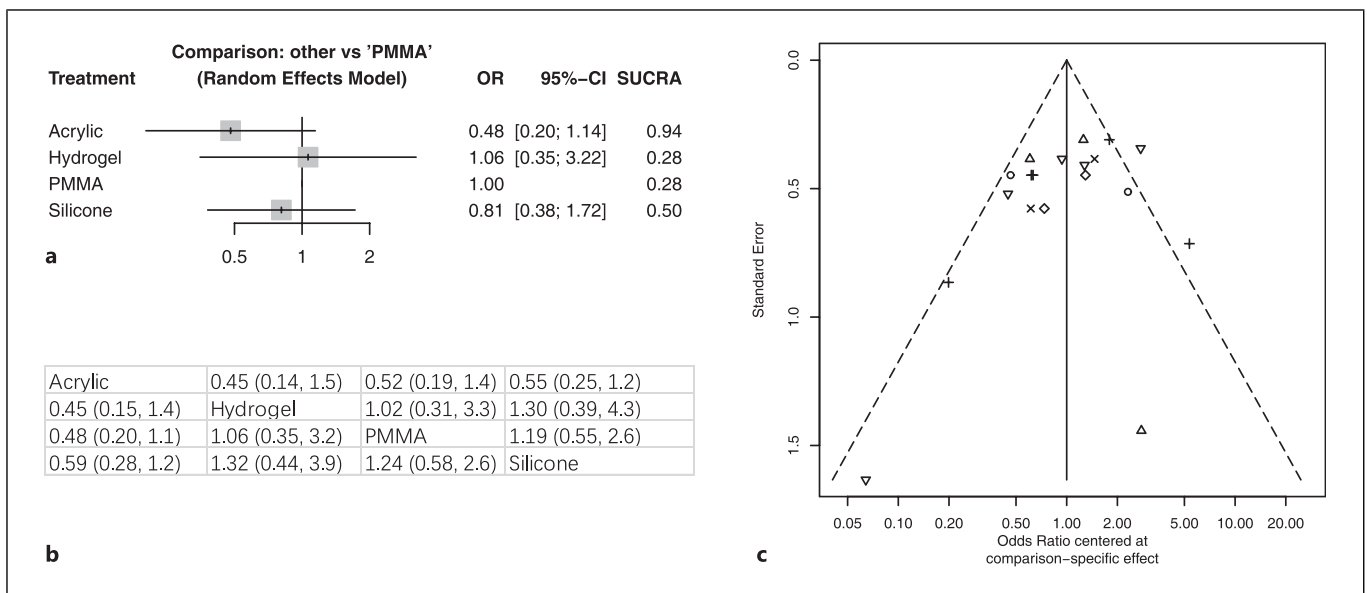 Comparison: other vs 'PMMA'
Treatment (Random Effects Model) OR 95%−CI SUCRA
Acrylic 0.48 [0.20; 1.14] 0.94
Hydrogel 1.06 [0.35; 3.22] 0.28
PMMA 1.00 0.28
Silicone 0.81 [0.38; 1.72] 0.50
0.5 1 2
a
Acrylic 0.45 (0.14, 1.5) 0.52 (0.19, 1.4) 0.55 (0.25, 1.2)
0.45 (0.15, 1.4) Hydrogel 1.02 (0.31, 3.3) 1.30 (0.39, 4.3)
0.48 (0.20, 1.1) 1.06 (0.35, 3.2) PMMA 1.19 (0.55, 2.6)
0.59 (0.28, 1.2) 1.32 (0.44, 3.9) 1.24 (0.58, 2.6) Silicone
b
Standard Error
0.0
0.5
1.0
1.5
0.05 0.10 0.20 0.50 1.00 2.00 5.00 10.00 20.00
Odds Ratio centered at
comparison−specific effect
c